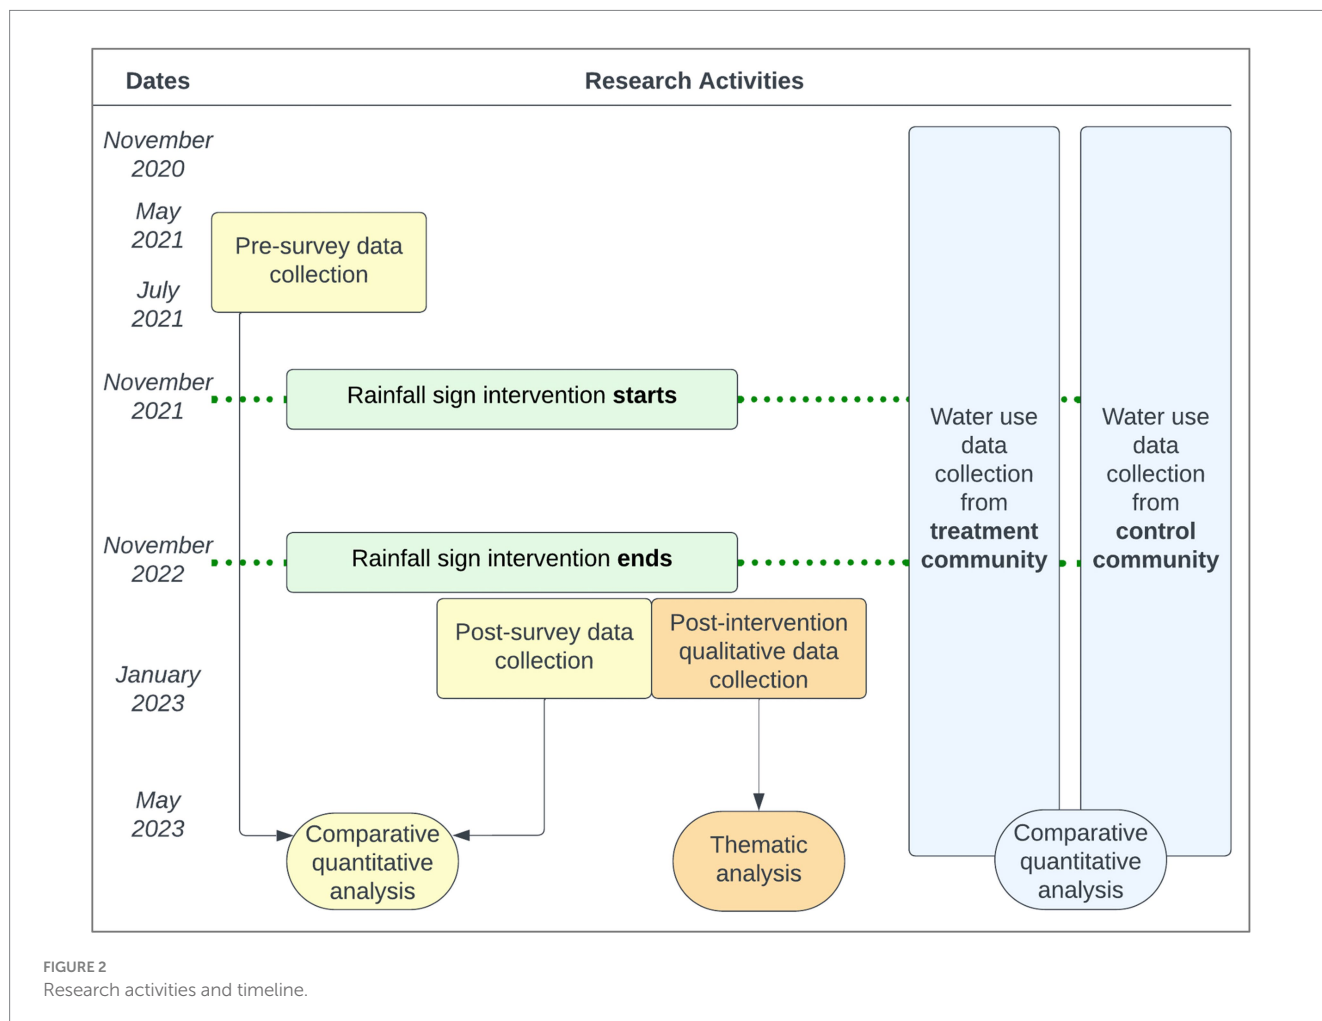 Dates
Research Activities
November
2020
May
2021
Pre-survey data
collection
July
2021
November
2021
Rainfall sign intervention starts
Water use
data
collection
from
treatment
community
Water use
data
collection
from
control
community
November
2022
Rainfall sign intervention ends
Post-survey data
collection
Post-intervention
qualitative data
collection
January
2023
May
2023
Comparative
quantitative
analysis
Thematic
analysis
Comparative
quantitative
analysis
FIGURE 2
Research activities and timeline.